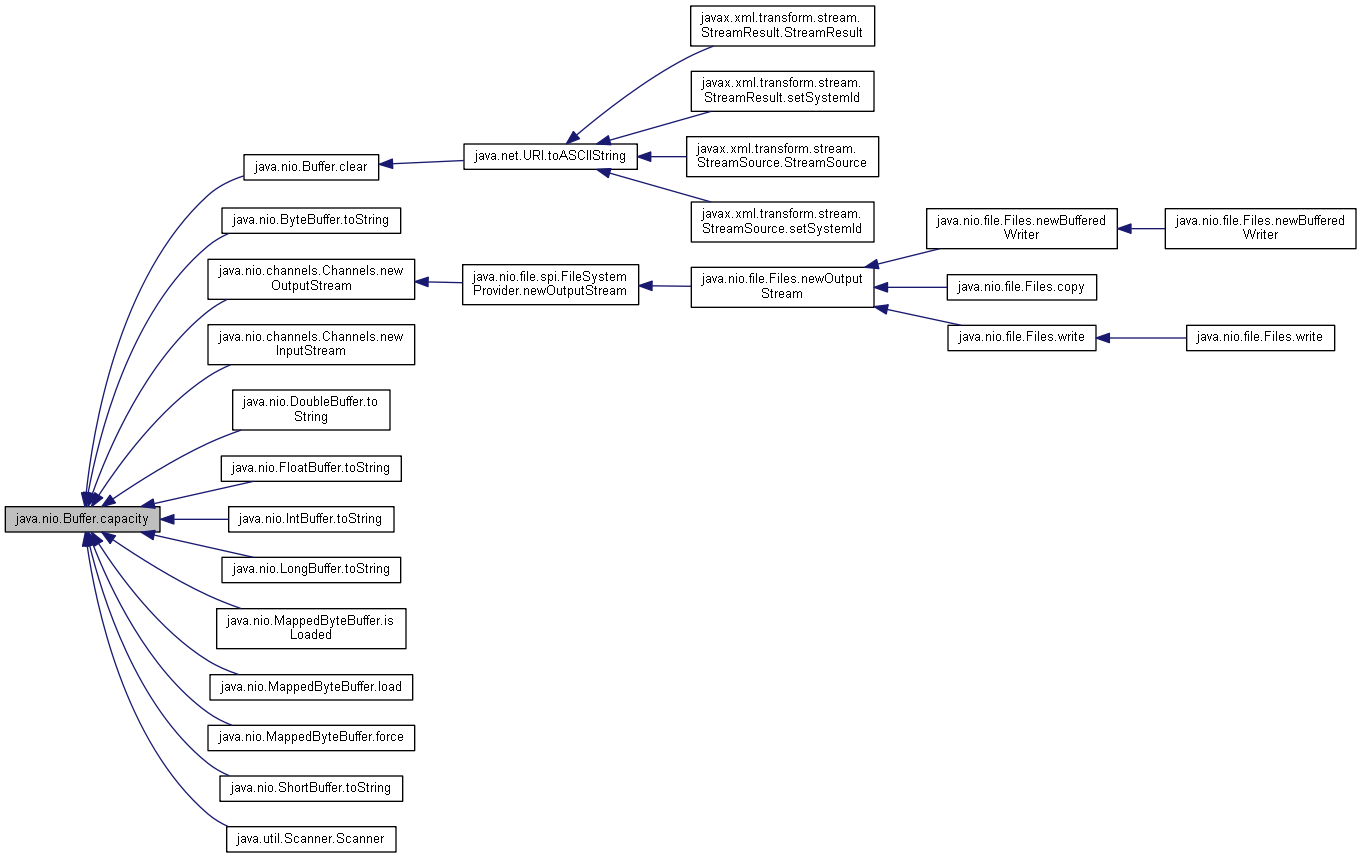 javax.xml.transform.stream.
StreamResult.StreamResult
javax.xml.transform.stream.
StreamResult.setSystemId
java.net.URI.toASCIIString
javax.xml.transform.stream.
StreamSource.StreamSource
java.nio.Buffer.clear
javax.xml.transform.stream.
StreamSource.setSystemId
java.nio.ByteBuffer.toString
java.nio.file.Files.newBuffered
Writer
java.nio.file.Files.newBuffered
Writer
java.nio.channels.Channels.new
OutputStream
java.nio.file.spi.FileSystem
Provider.newOutputStream
java.nio.file.Files.newOutput
Stream
java.nio.file.Files.copy
java.nio.channels.Channels.new
InputStream
java.nio.file.Files.write
java.nio.file.Files.write
java.nio.DoubleBuffer.to
String
java.nio.FloatBuffer.toString
java.nio.Buffer.capacity
java.nio.IntBuffer.toString
java.nio.LongBuffer.toString
java.nio.MappedByteBuffer.is
Loaded
java.nio.MappedByteBuffer.load
java.nio.MappedByteBuffer.force
java.nio.ShortBuffer.toString
java.util.Scanner.Scanner